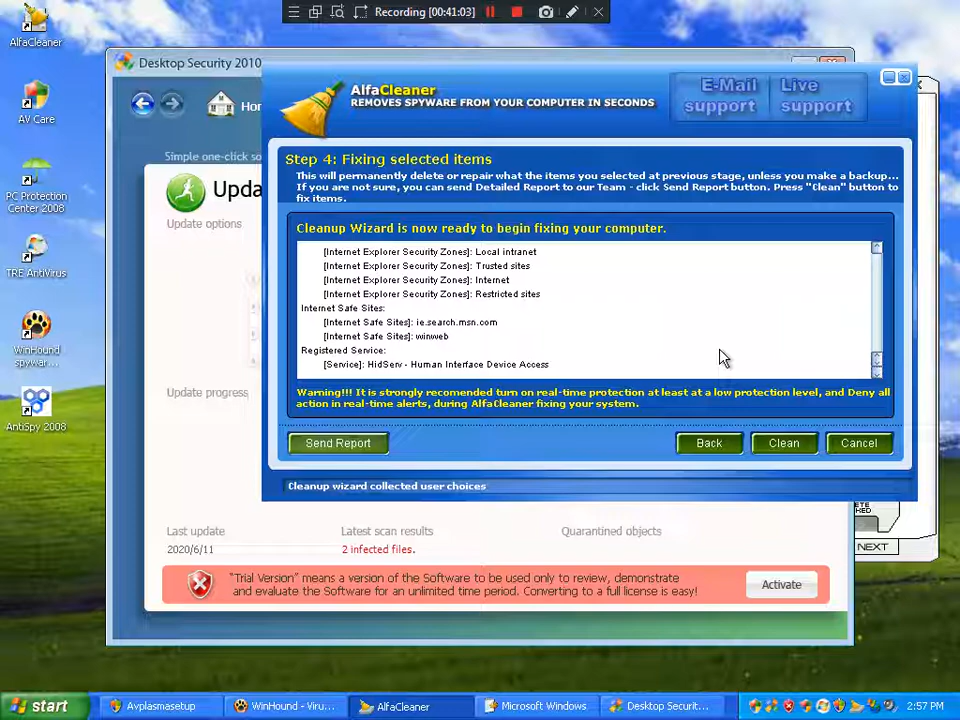 Recording [00:41:03]
AlfaCleaner
AV Care
PC Protection
Center 2008
TRE AntiVirus
WinHound
spywar...
AntiSpy 2008
Desktop Security 2010
Hor
Simple one-click so
Upda
Update options
Update progress
AlfaCleaner
REMOVES SPYWARE FROM YOUR COMPUTER IN SECONDS
E-Mail support
Live support
Step 4: Fixing selected items
This will permanently delete or repair what the items you selected at previous stage, unless you make a backup...
If you are not sure, you can send Detailed Report to our Team - click Send Report button. Press "Clean" button to
fix items.
Cleanup Wizard is now ready to begin fixing your computer.
[Internet Explorer Security Zones]: Local intranet
[Internet Explorer Security Zones]: Trusted sites
[Internet Explorer Security Zones]: Internet
[Internet Explorer Security Zones]: Restricted sites
Internet Safe Sites:
[Internet Safe Sites]: ie.search.msn.com
[Internet Safe Sites]: winweb
Registered Service:
[Service]: HidServ - Human Interface Device Access
Warning!!! It is strongly recomended turn on real-time protection at least at a low protection level, and Deny all
action in real-time alerts, during AlfaCleaner fixing your system.
Send Report
Back
Clean
Cancel
Cleanup wizard collected user choices
NEXT
Last update
2020/6/11
Latest scan results
2 infected files.
Quarantined objects
"Trial Version" means a version of the Software to be used only to review, demonstrate
and evaluate the Software for an unlimited time period. Converting to a full license is easy!
Activate
start
Avplasmasetup
WinHound - Viru...
AlfaCleaner
Microsoft Windows
Desktop Securit...
2:57 PM